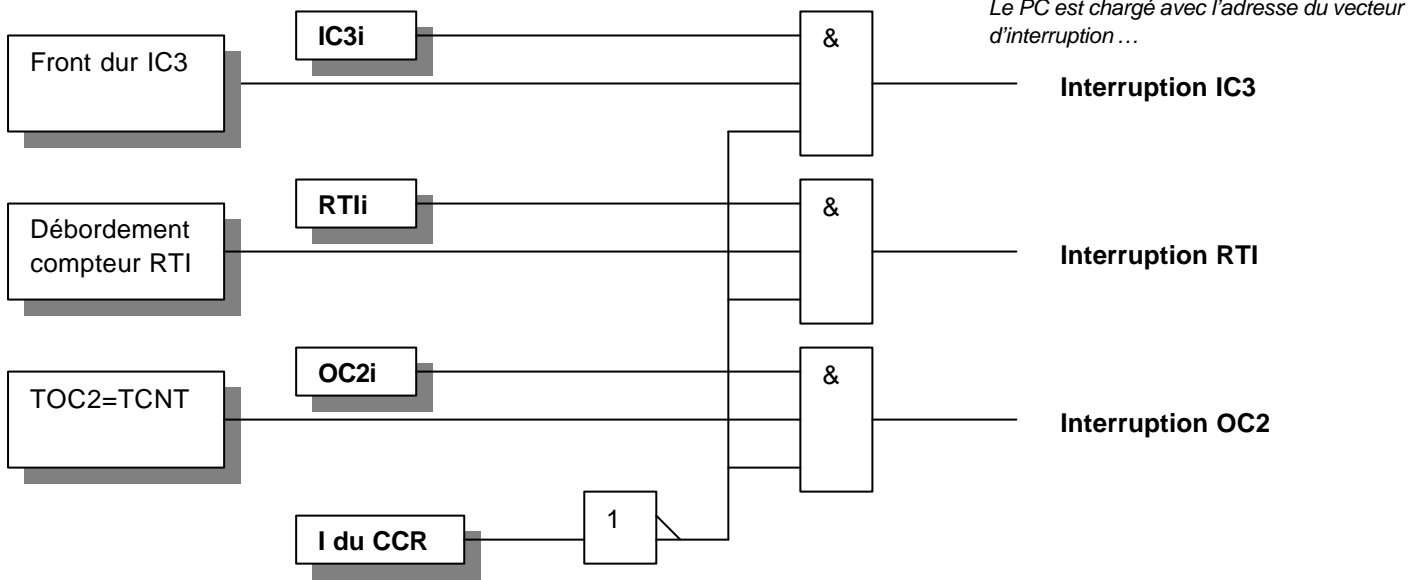 Le PC est chargé avec l'adresse du vecteur
d'interruption…
IC3i
&
Front dur IC3
Interruption IC3
RTIi
&
Débordement
compteur RTI
Interruption RTI
OC2i
&
TOC2=TCNT
Interruption OC2
1
I du CCR